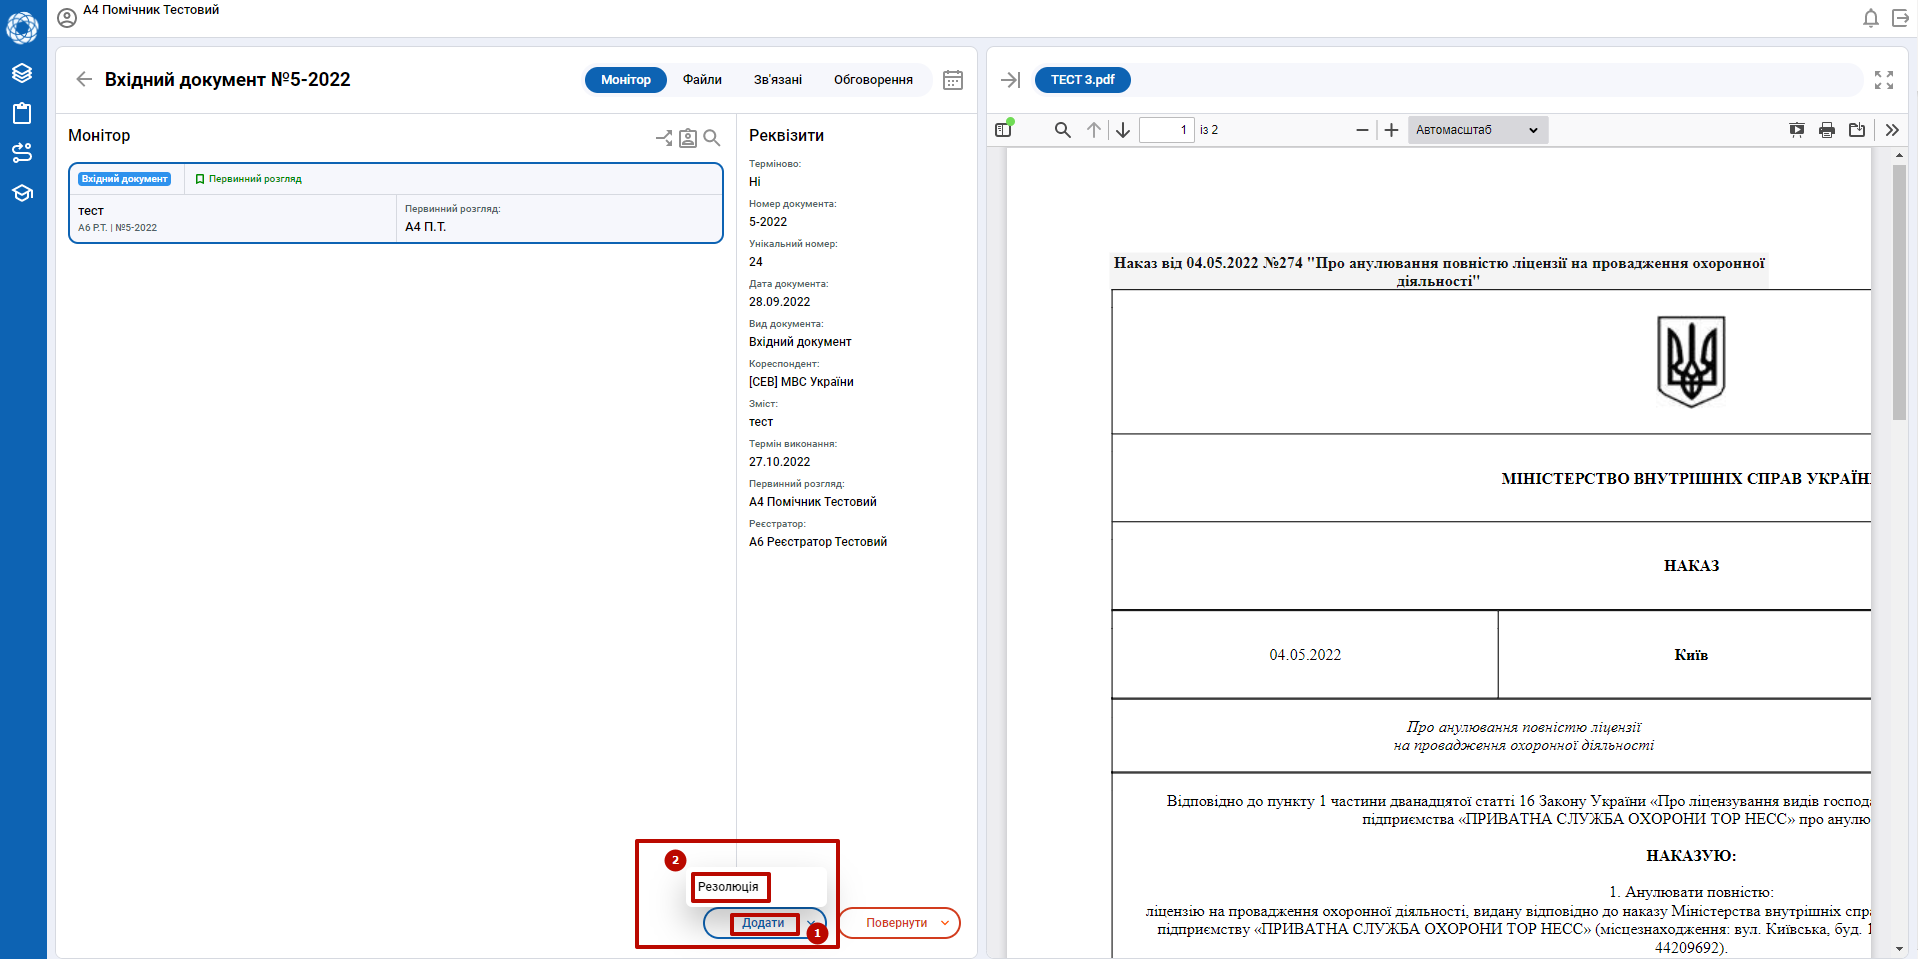 А4 Помічник Тестовий
Вхідний документ №5-2022
Монітор
Файли
Зв'язані
Обговорення
Монітор
Вхідний документ
Первинний розгляд
тест
А6 Р.Т. | №5-2022
Первинний розгляд:
А4 П.Т.
Реквізити
Терміново:
Ні
Номер документа:
5-2022
Унікальний номер:
24
Дата документа:
28.09.2022
Вид документа:
Вхідний документ
Кореспондент:
[СЕВ] МВС України
Зміст:
тест
Термін виконання:
27.10.2022
Первинний розгляд:
А4 Помічник Тестовий
Реєстратор:
А6 Реєстратор Тестовий
2
Резолюція
Додати
1
Повернути
ТЕСТ 3.pdf
1
із 2
Автомасштаб
Наказ від 04.05.2022 №274 "Про анулювання повністю ліцензії на провадження охоронної
діяльності"
МІНІСТЕРСТВО ВНУТРІШНІХ СПРАВ УКРАЇН
НАКАЗ
04.05.2022
Київ
Про анулювання повністю ліцензії
на провадження охоронної діяльності
Відповідно до пункту 1 частини дванадцятої статті 16 Закону України «Про ліцензування видів господа
підприємства «ПРИВАТНА СЛУЖБА ОХОРОНИ ТОР НЕСС» про анулю
НАКАЗУЮ:
1. Анулювати повністю:
ліцензію на провадження охоронної діяльності, видану відповідно до наказу Міністерства внутрішніх спра
підприємству «ПРИВАТНА СЛУЖБА ОХОРОНИ ТОР НЕСС» (місцезнаходження: вул. Київська, буд. 1
44209692).